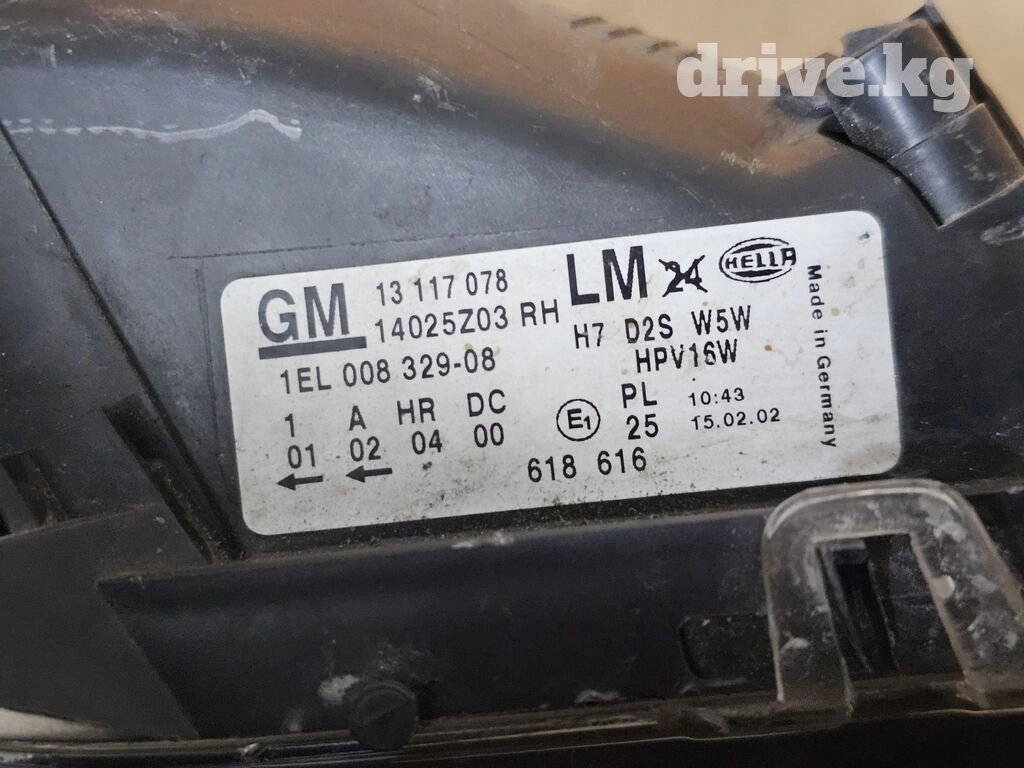 drive.kg
GM 13 117 078
14025Z03 RH
1EL 008 329-08
1 A HR DC
01 02 04 00
LM 24 HELLA
H7 D2S W5W
HPV16W
E1 PL 10:43
25 15.02.02
618 616
Made in Germany